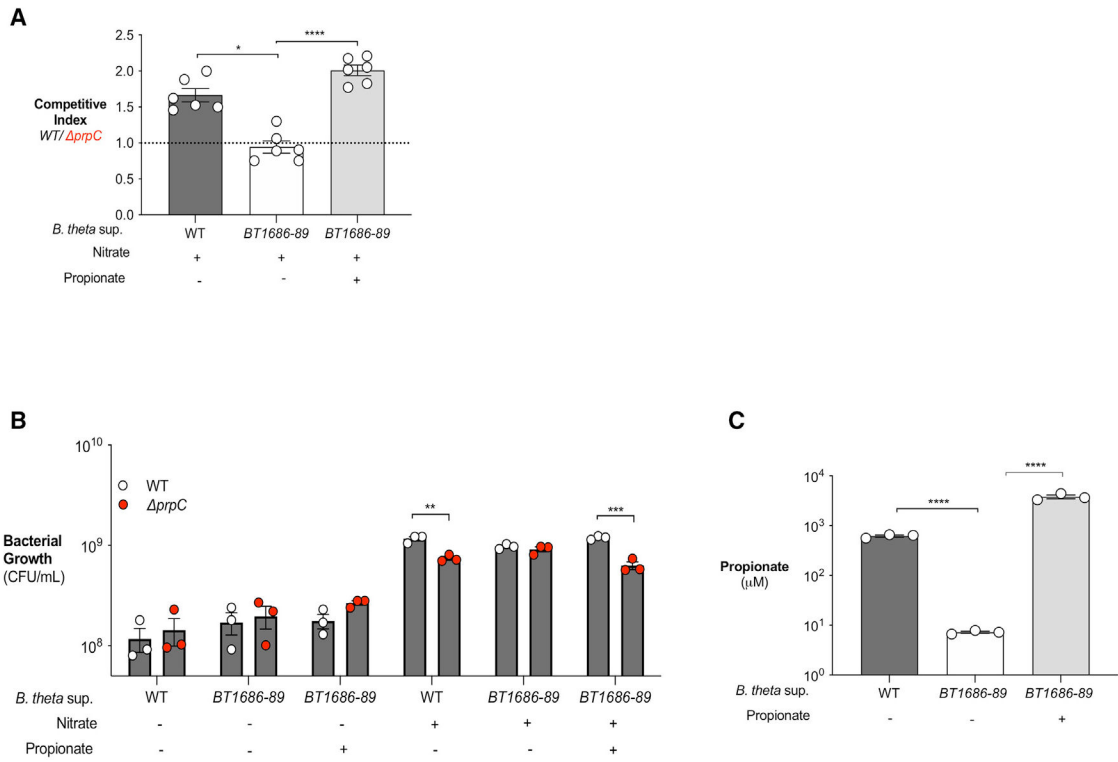 A
2.5
2.0
1.5
1.0
0.5
0.0
Competitive
Index
WT/ΔprpC
*
****
B. theta sup. WT BT1686-89 BT1686-89
Nitrate + + +
Propionate - - +
B
10^10
10^9
10^8
WT
ΔprpC
Bacterial
Growth
(CFU/mL)
**
***
B. theta sup. WT BT1686-89 BT1686-89 WT BT1686-89 BT1686-89
Nitrate - - - + + +
Propionate - - + - - +
C
10^4
10^3
10^2
10^1
10^0
Propionate
(μM)
****
****
B. theta sup. WT BT1686-89 BT1686-89
Propionate - - +